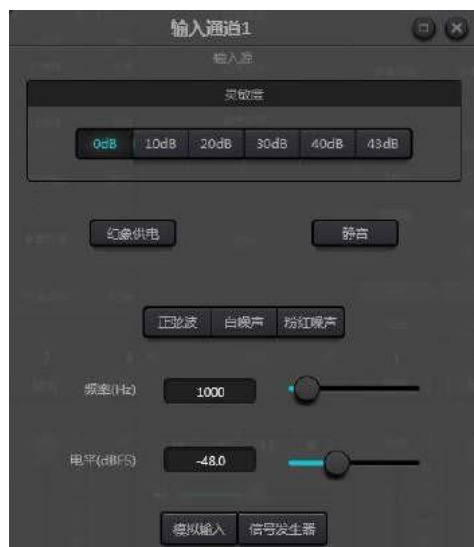 输入通道1
输入源
灵敏度
0dB 10dB 20dB 30dB 40dB 43dB
幻象供电 静音
正弦波 白噪声 粉红噪声
频率(Hz) 1000
电平(dBFS) -48.0
模拟输入 信号发生器